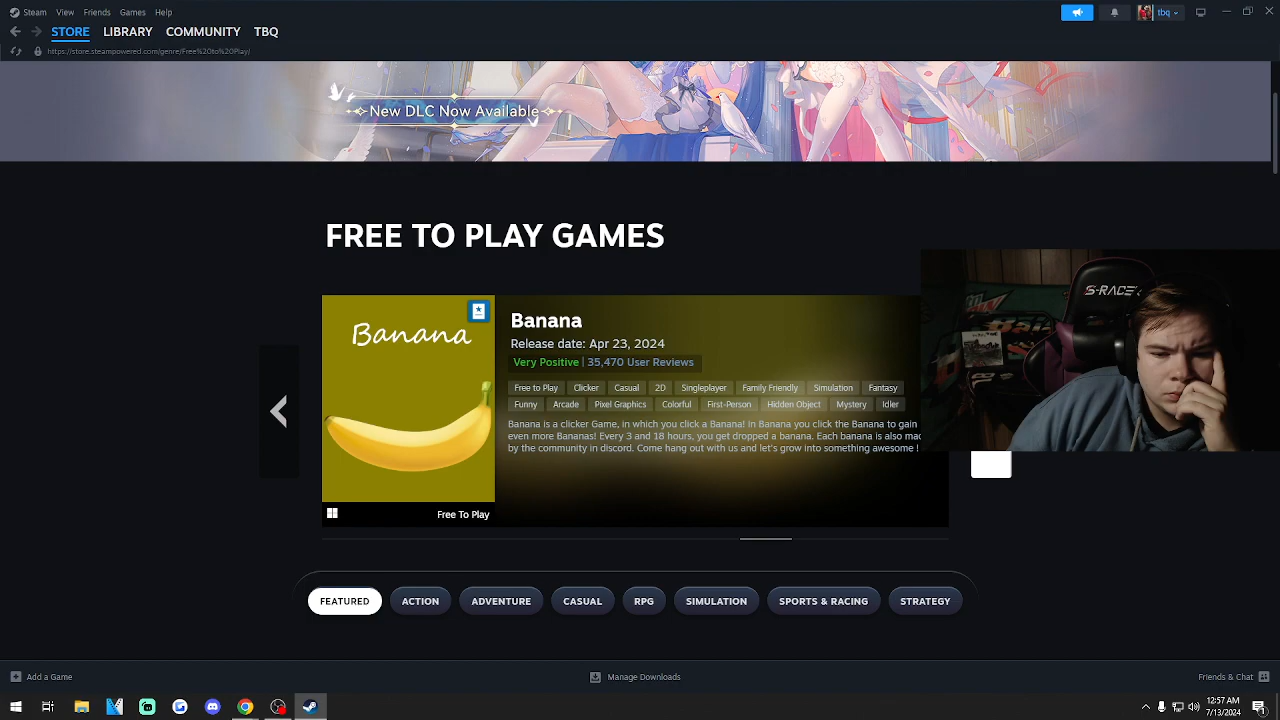 Steam View Friends Games Help
tbq
STORE LIBRARY COMMUNITY TBQ
https://store.steampowered.com/genre/Free%20to%20Play/
New DLC Now Available
FREE TO PLAY GAMES
Banana
Banana
Release date: Apr 23, 2024
Very Positive | 35,470 User Reviews
Free to Play Clicker Casual 2D Singleplayer Family Friendly Simulation Fantasy
Funny Arcade Pixel Graphics Colorful First-Person Hidden Object Mystery Idler
Banana is a clicker Game, in which you click a Banana! In Banana you click the Banana to gain
even more Bananas! Every 3 and 18 hours, you get dropped a banana. Each banana is also
by the community in discord. Come hang out with us and let's grow into something awesome !
Free To Play
S-RACER
FEATURED ACTION ADVENTURE CASUAL RPG SIMULATION SPORTS & RACING STRATEGY
Add a Game
Manage Downloads
Friends & Chat
12:57 AM
7/13/2024